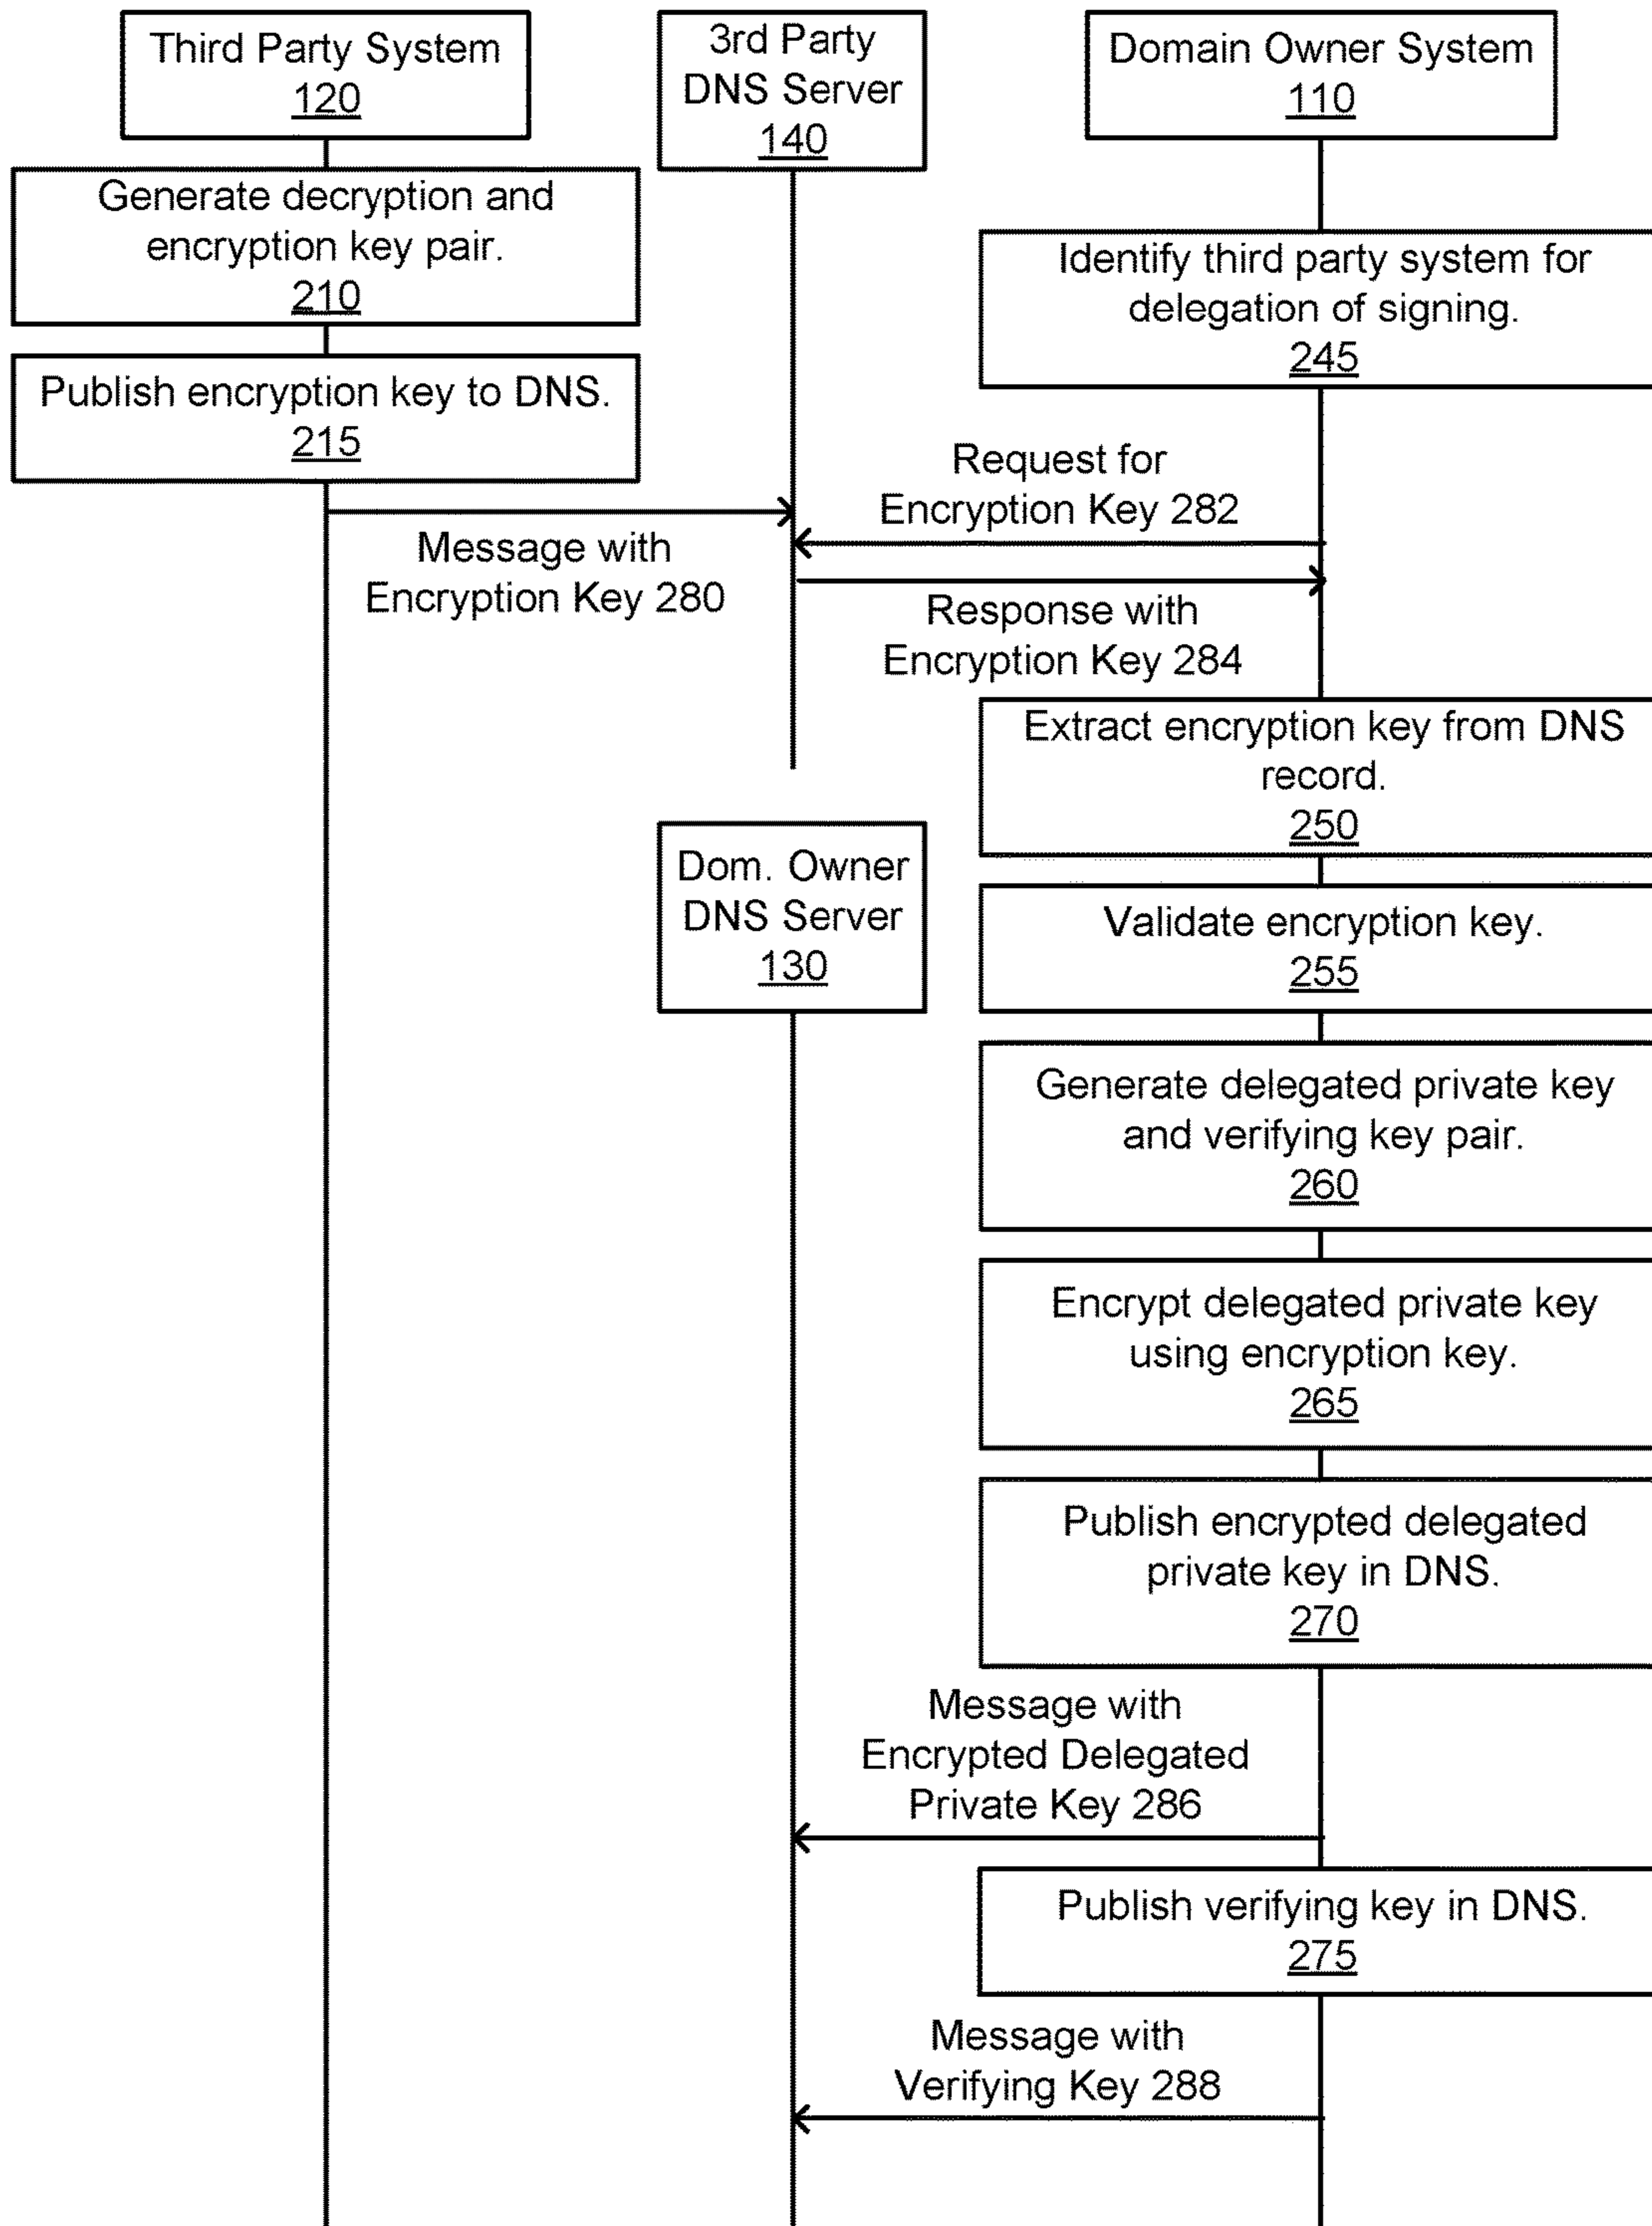 Third Party System
120
3rd Party
DNS Server
140
Domain Owner System
110
Generate decryption and
encryption key pair.
210
Identify third party system for
delegation of signing.
245
Publish encryption key to DNS.
215
Request for
Encryption Key 282
Message with
Encryption Key 280
Response with
Encryption Key 284
Extract encryption key from DNS
record.
250
Dom. Owner
DNS Server
130
Validate encryption key.
255
Generate delegated private key
and verifying key pair.
260
Encrypt delegated private key
using encryption key.
265
Publish encrypted delegated
private key in DNS.
270
Message with
Encrypted Delegated
Private Key 286
Publish verifying key in DNS.
275
Message with
Verifying Key 288